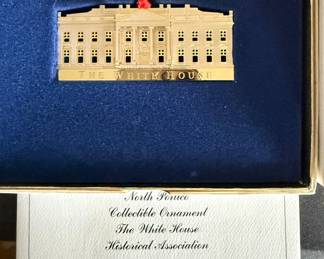 THE WHITE HOUSE
North Portico
Collectible Ornament
The White House
Historical Association